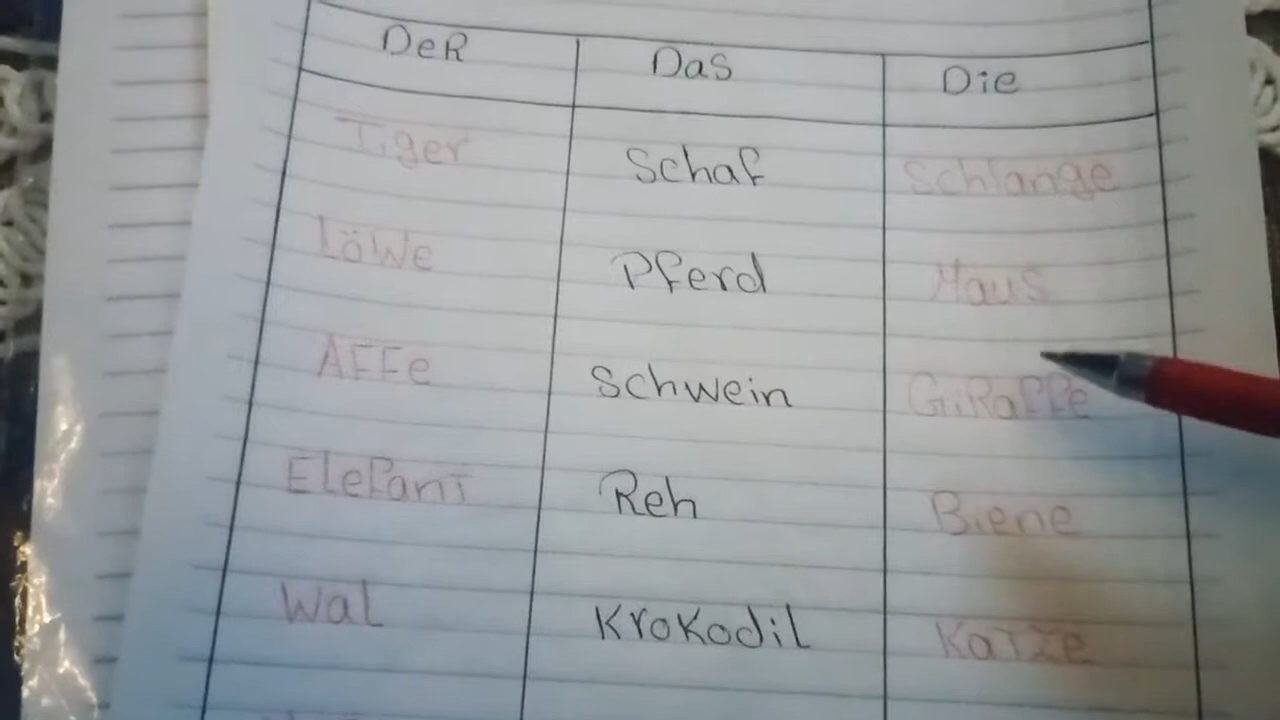 DeR Das Die
Tiger Schaf Schlange
Löwe Pferd Maus
AFFe Schwein GiRaffe
Elefant Reh Biene
Wal Krokodil Katze